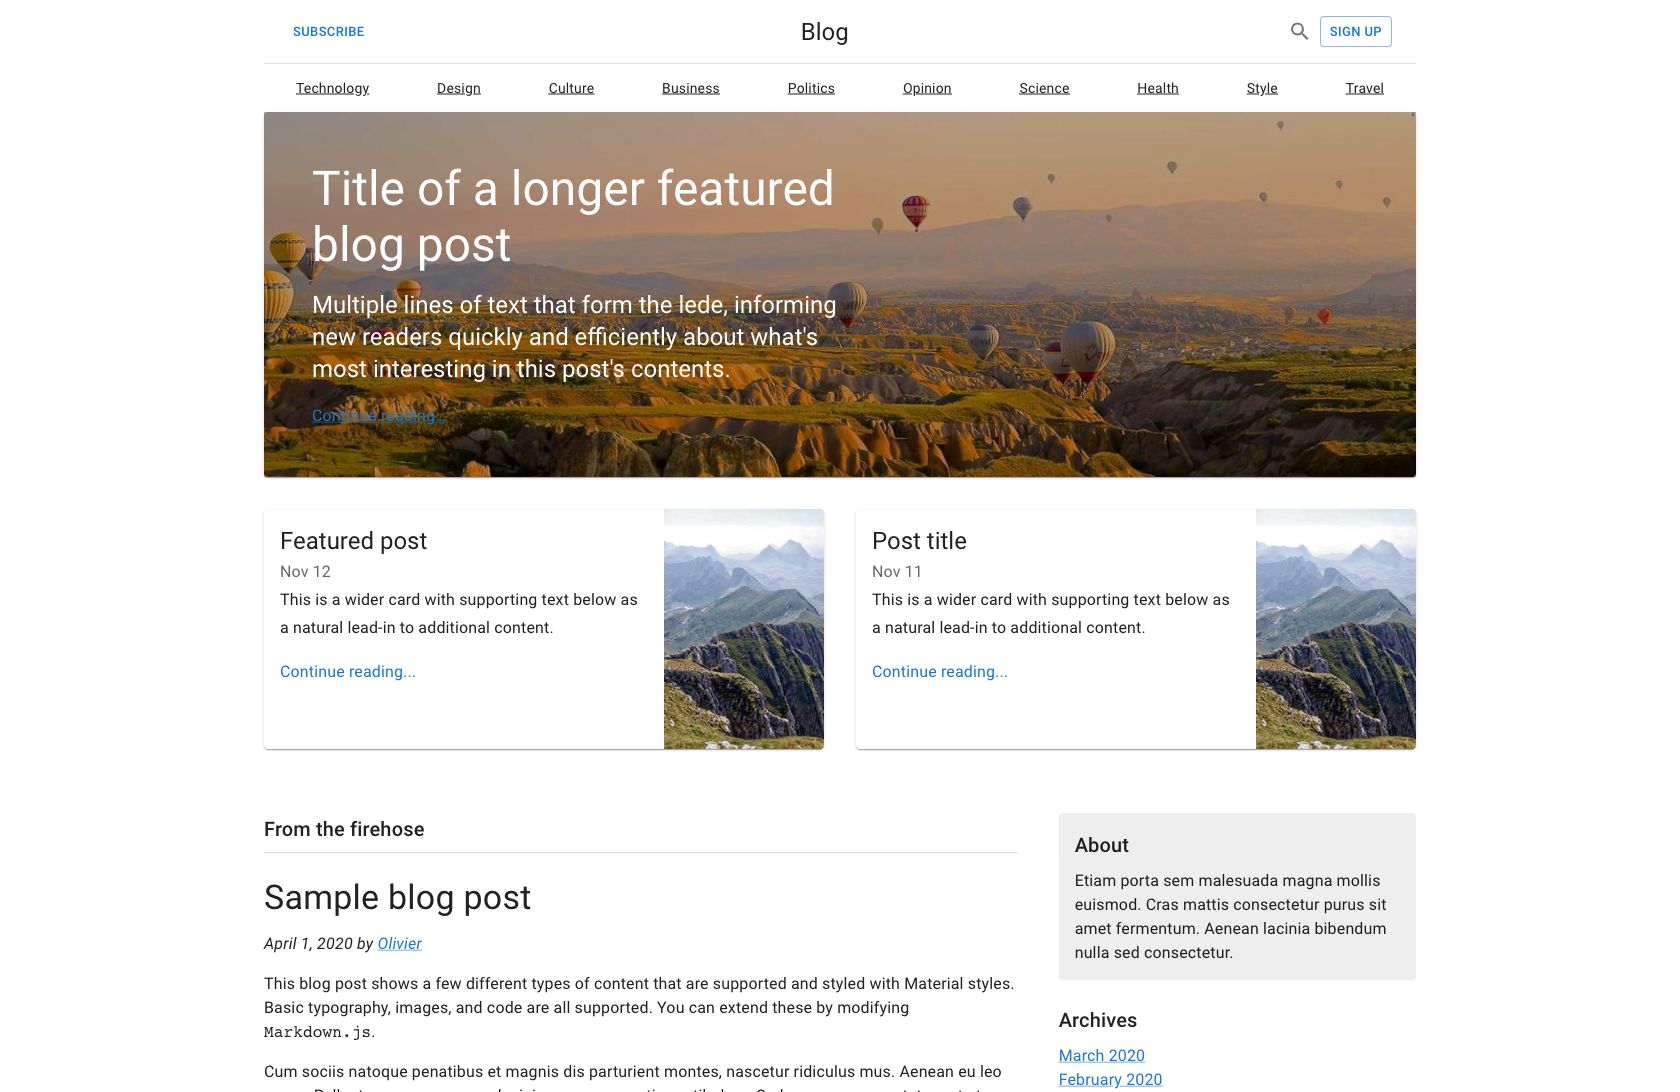 SUBSCRIBE
Blog
SIGN UP
Technology
Design
Culture
Business
Politics
Opinion
Science
Health
Style
Travel
Title of a longer featured
blog post
Multiple lines of text that form the lede, informing
new readers quickly and efficiently about what's
most interesting in this post's contents.
Continue reading…
Featured post
Nov 12
This is a wider card with supporting text below as
a natural lead-in to additional content.
Continue reading...
Post title
Nov 11
This is a wider card with supporting text below as
a natural lead-in to additional content.
Continue reading...
From the firehose
Sample blog post
April 1, 2020 by Olivier
This blog post shows a few different types of content that are supported and styled with Material styles.
Basic typography, images, and code are all supported. You can extend these by modifying
Markdown.js.
Cum sociis natoque penatibus et magnis dis parturient montes, nascetur ridiculus mus. Aenean eu leo
About
Etiam porta sem malesuada magna mollis
euismod. Cras mattis consectetur purus sit
amet fermentum. Aenean lacinia bibendum
nulla sed consectetur.
Archives
March 2020
February 2020